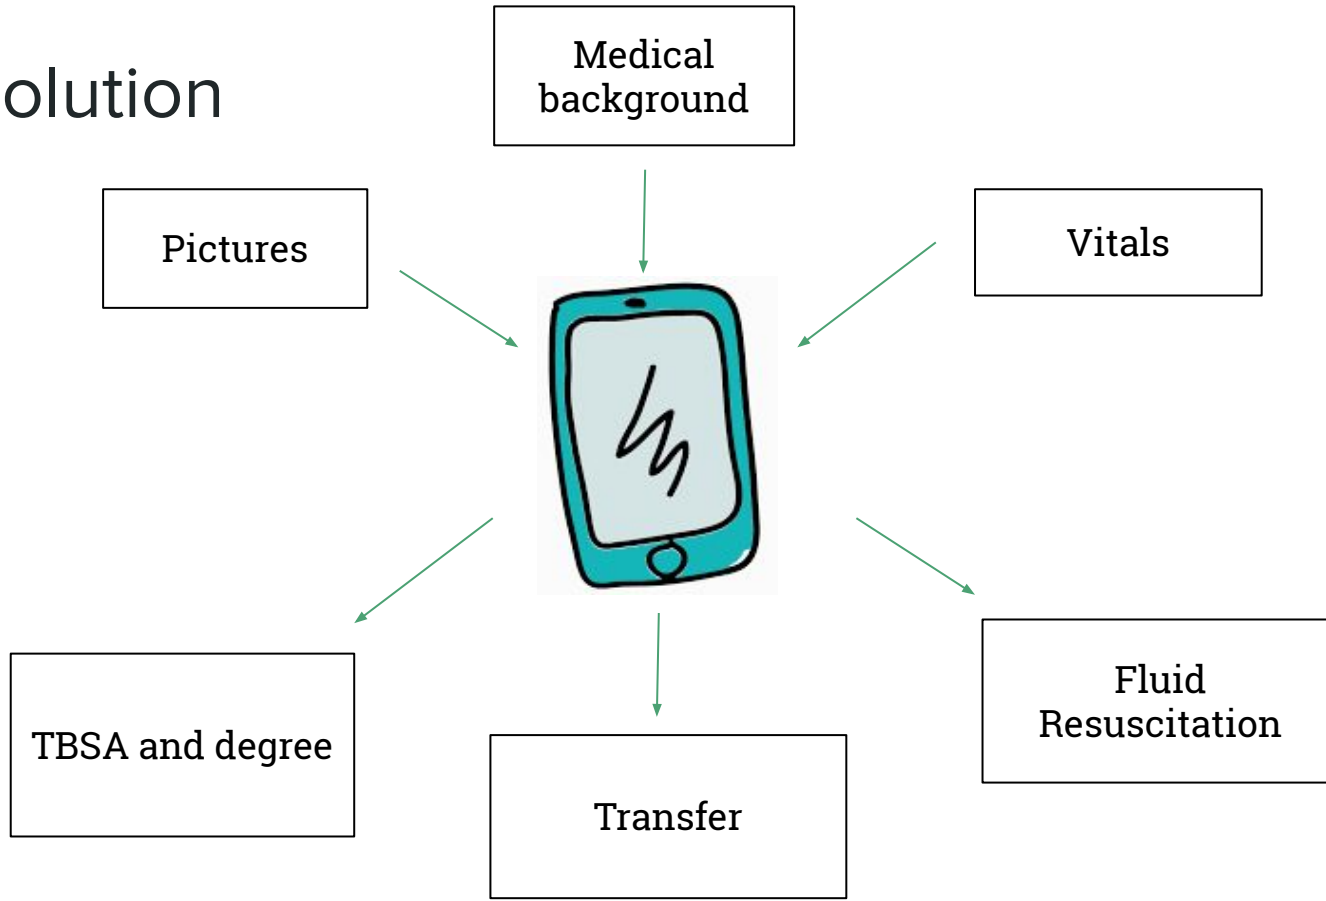 olution
Medical
background
Pictures
Vitals
TBSA and degree
Transfer
Fluid
Resuscitation